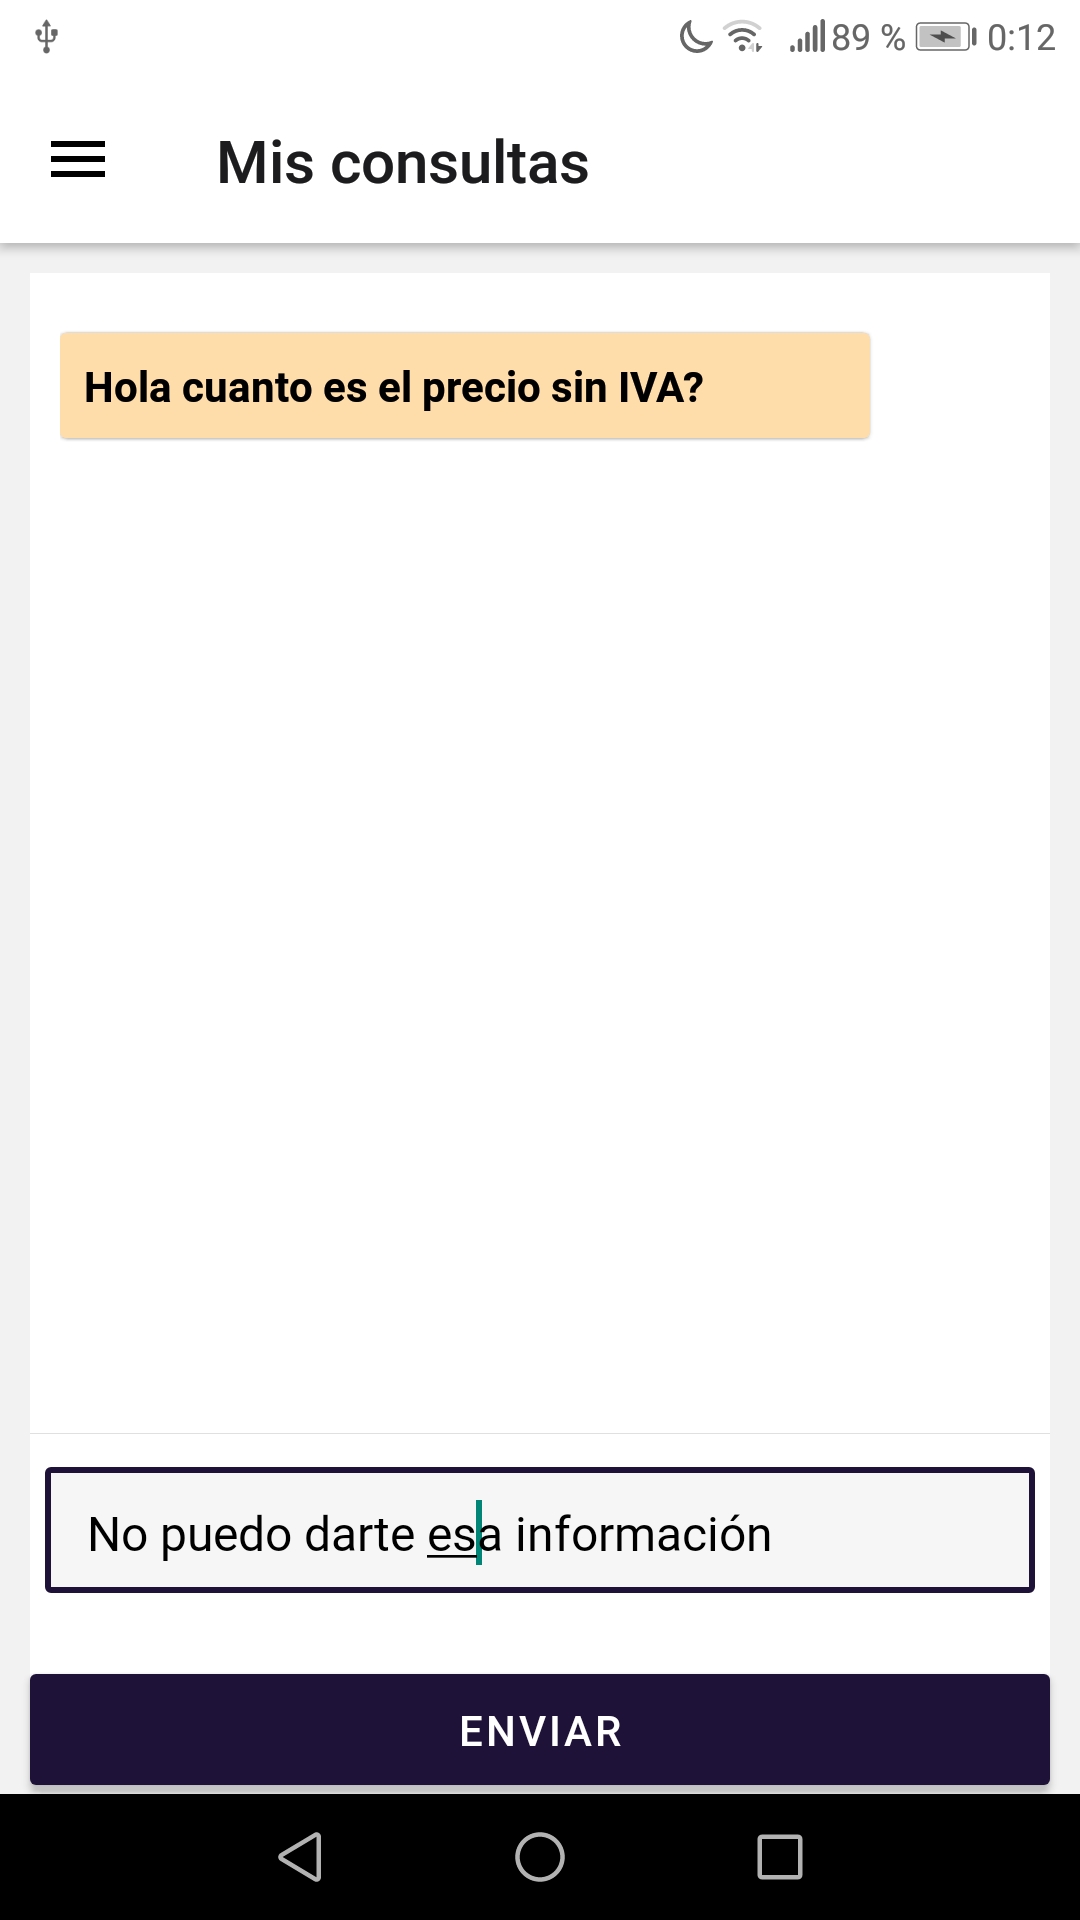 89 % 0:12
Mis consultas
Hola cuanto es el precio sin IVA?
No puedo darte esa información
ENVIAR